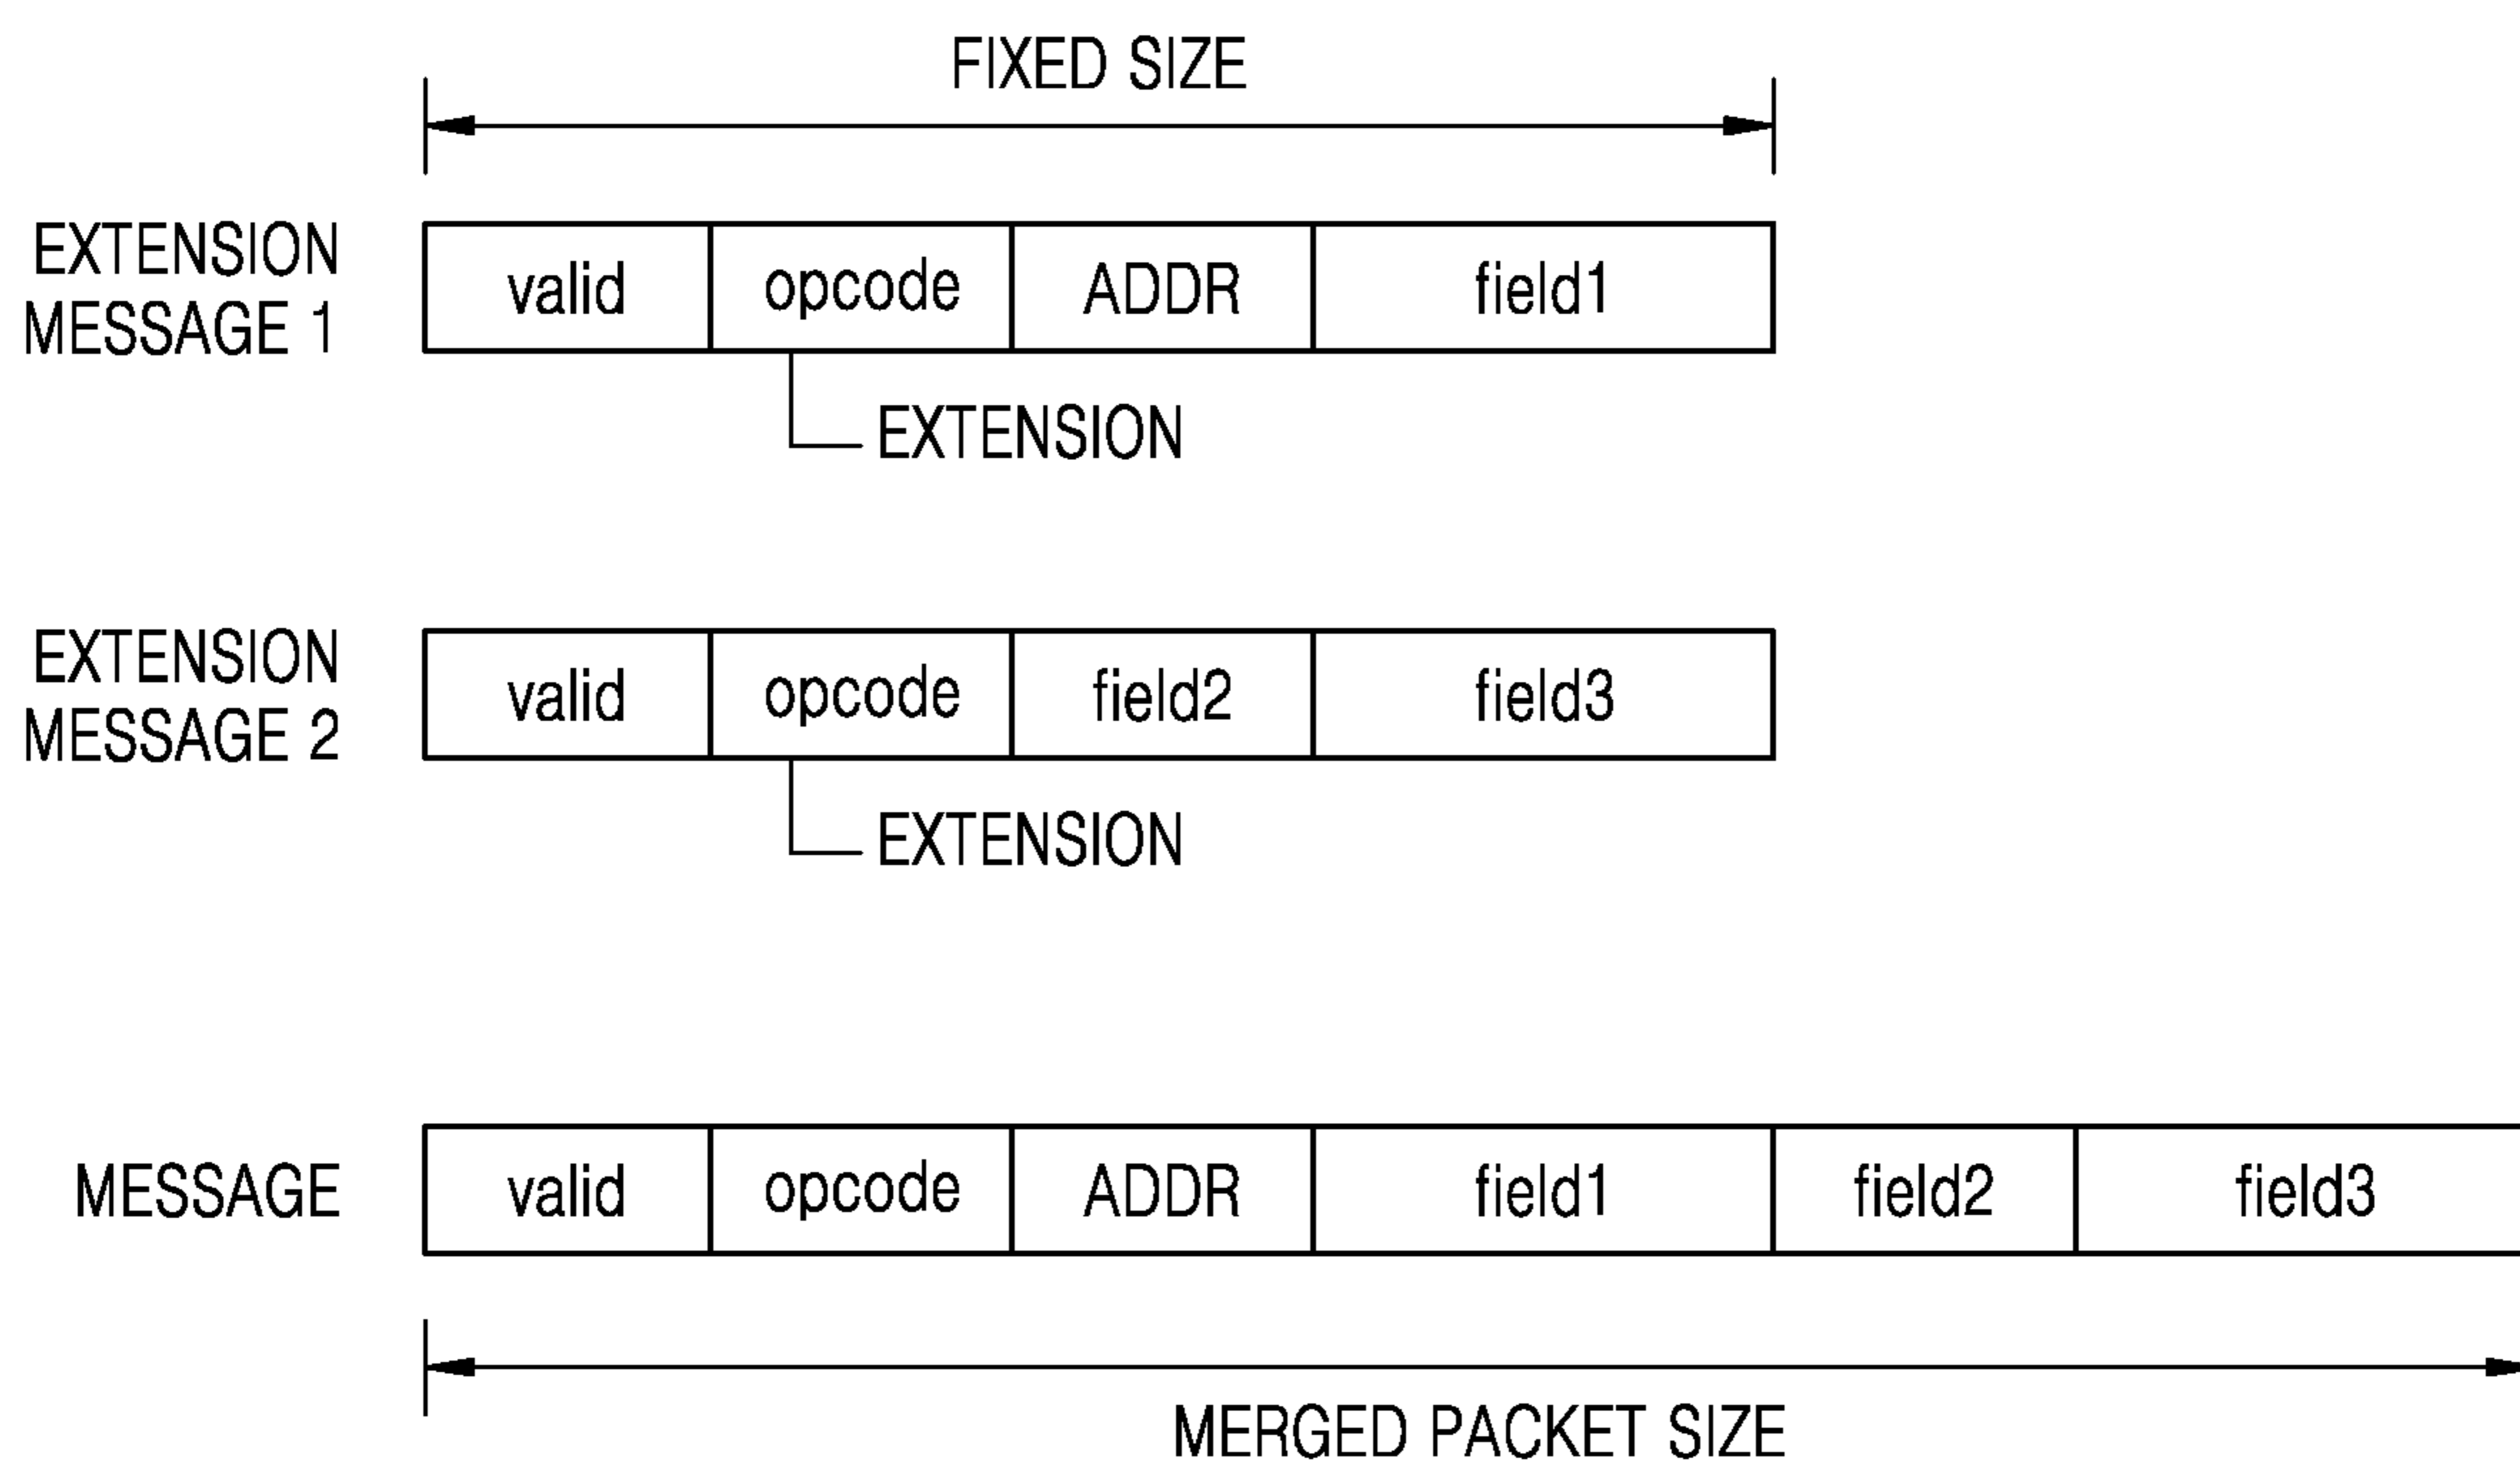 FIXED SIZE
EXTENSION
MESSAGE 1
valid opcode ADDR field1
EXTENSION
EXTENSION
MESSAGE 2
valid opcode field2 field3
EXTENSION
MESSAGE
valid opcode ADDR field1 field2 field3
MERGED PACKET SIZE